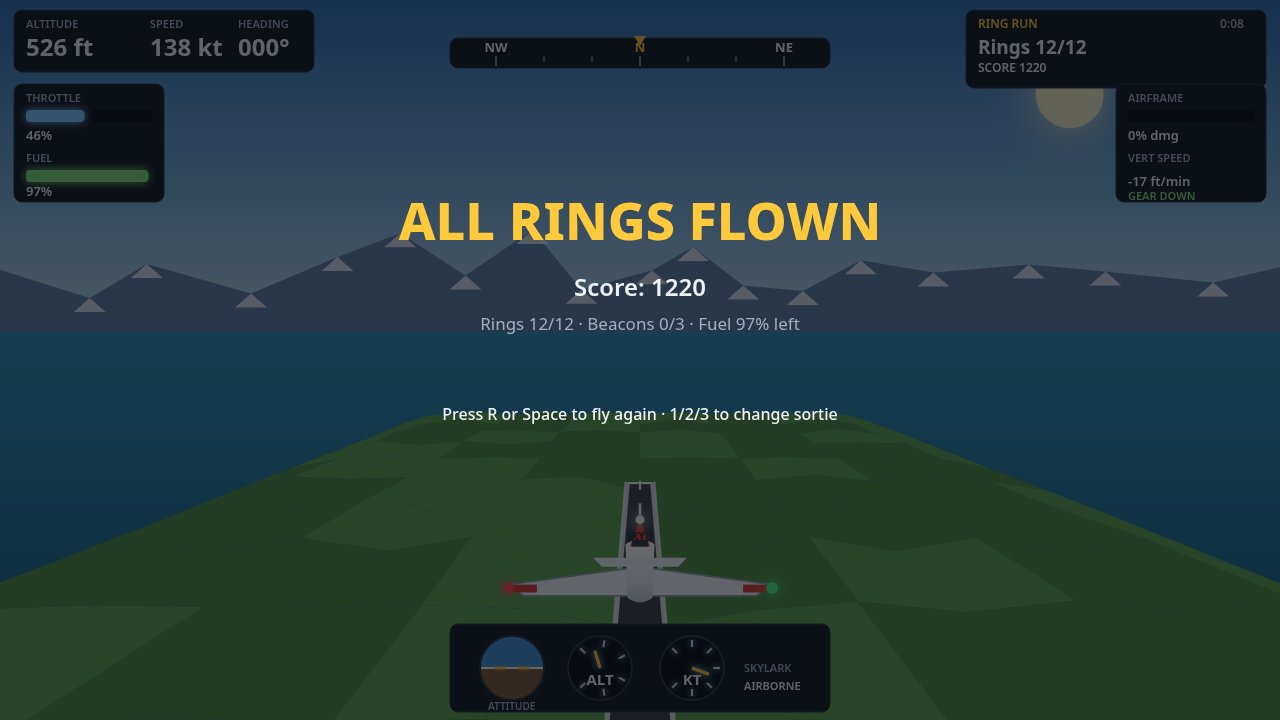 ALTITUDE SPEED HEADING
526 ft 138 kt 000°
NW N NE
RING RUN 0:08
Rings 12/12
SCORE 1220
THROTTLE
46%
FUEL
97%
AIRFRAME
0% dmg
VERT SPEED
-17 ft/min
GEAR DOWN
ALL RINGS FLOWN
Score: 1220
Rings 12/12 · Beacons 0/3 · Fuel 97% left
Press R or Space to fly again · 1/2/3 to change sortie
ALT KT
SKYLARK
AIRBORNE
ATTITUDE